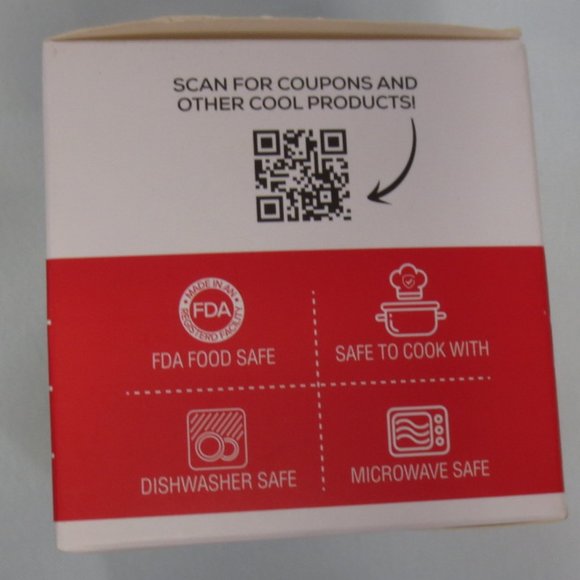 SCAN FOR COUPONS AND
OTHER COOL PRODUCTS!
MADE IN AN
FDA
REGISTERD FACILITY
FDA FOOD SAFE
SAFE TO COOK WITH
DISHWASHER SAFE
MICROWAVE SAFE